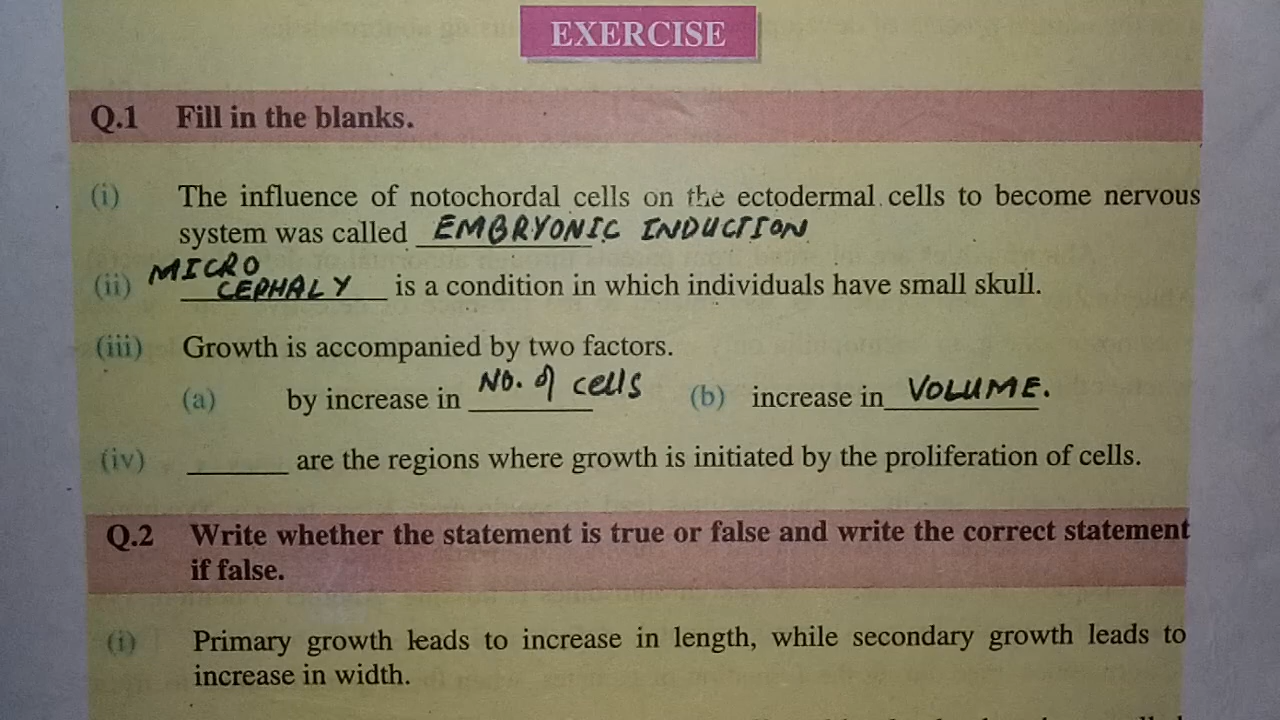 EXERCISE
Q.1 Fill in the blanks.
(i) The influence of notochordal cells on the ectodermal cells to become nervous
system was called EMBRYONIC INDUCTION
MICRO
(ii) CEPHALY is a condition in which individuals have small skull.
(iii) Growth is accompanied by two factors.
(a) by increase in No. of cells (b) increase in VOLUME.
(iv) ______ are the regions where growth is initiated by the proliferation of cells.
Q.2 Write whether the statement is true or false and write the correct statement
if false.
(i) Primary growth leads to increase in length, while secondary growth leads to
increase in width.